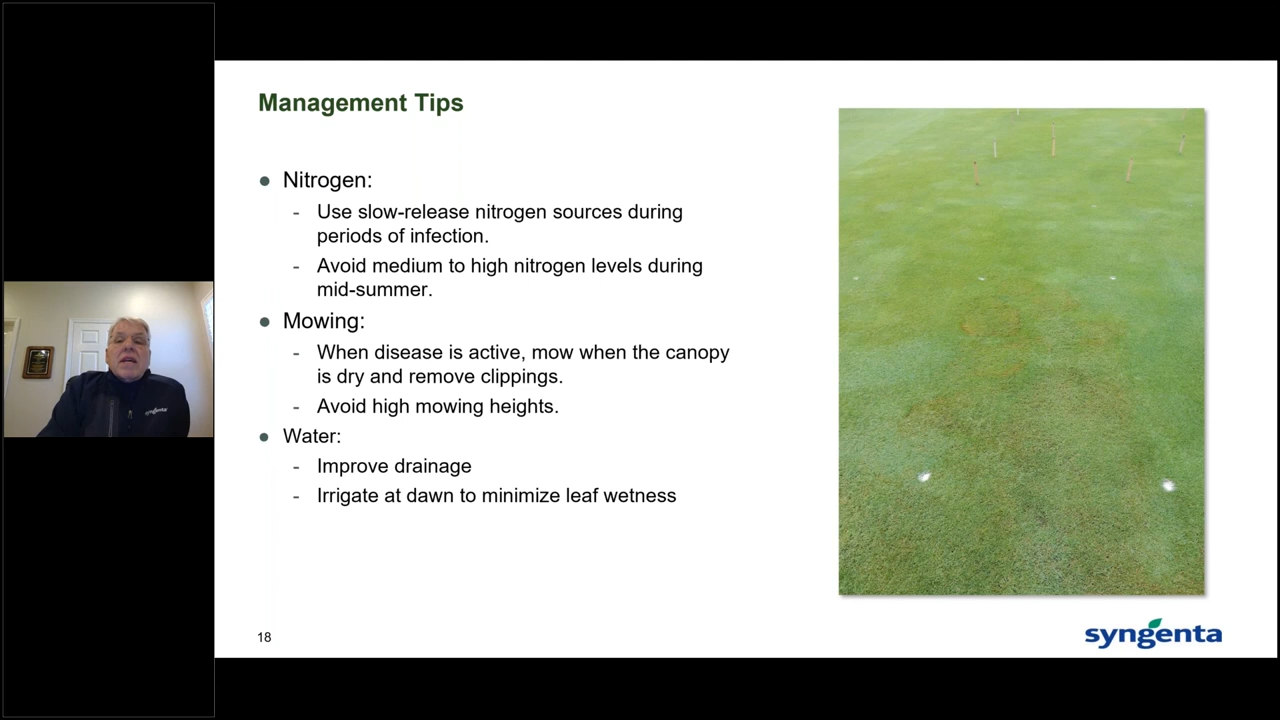 Management Tips
● Nitrogen:
- Use slow-release nitrogen sources during
periods of infection.
- Avoid medium to high nitrogen levels during
mid-summer.
● Mowing:
- When disease is active, mow when the canopy
is dry and remove clippings.
- Avoid high mowing heights.
● Water:
- Improve drainage
- Irrigate at dawn to minimize leaf wetness
18
syngenta
syngenta